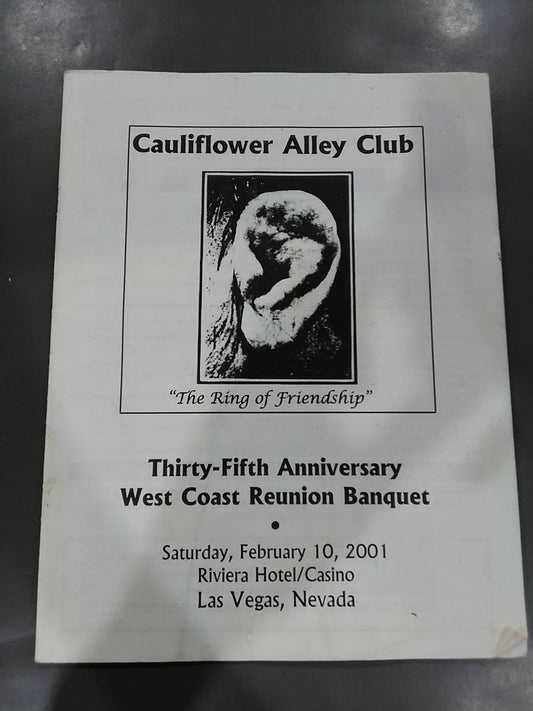 Cauliflower Alley Club
"The Ring of Friendship"
Thirty-Fifth Anniversary
West Coast Reunion Banquet
•
Saturday, February 10, 2001
Riviera Hotel/Casino
Las Vegas, Nevada